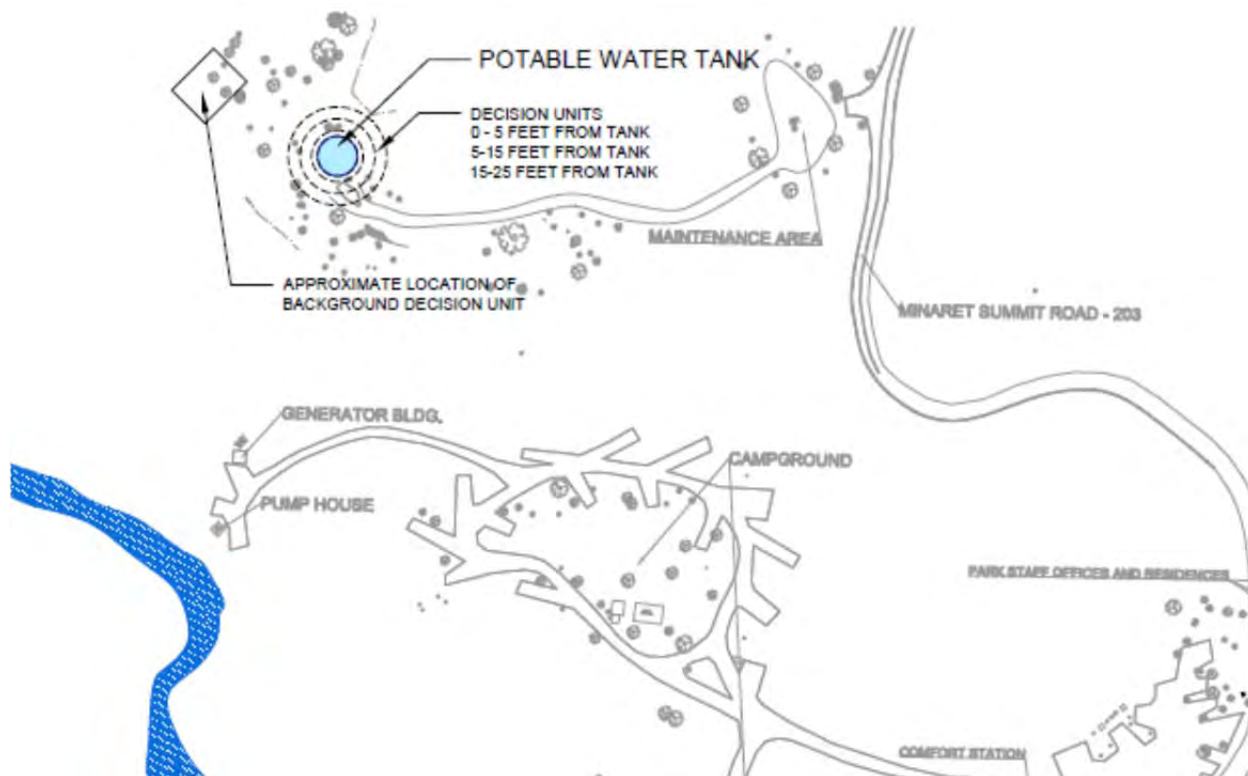 POTABLE WATER TANK
DECISION UNITS
0 - 5 FEET FROM TANK
5-15 FEET FROM TANK
15-25 FEET FROM TANK
MAINTENANCE AREA
APPROXIMATE LOCATION OF
BACKGROUND DECISION UNIT
MINARET SUMMIT ROAD - 203
GENERATOR BLDG.
CAMPGROUND
PUMP HOUSE
PARK STAFF OFFICES AND RESIDENCES
COMFORT STATION